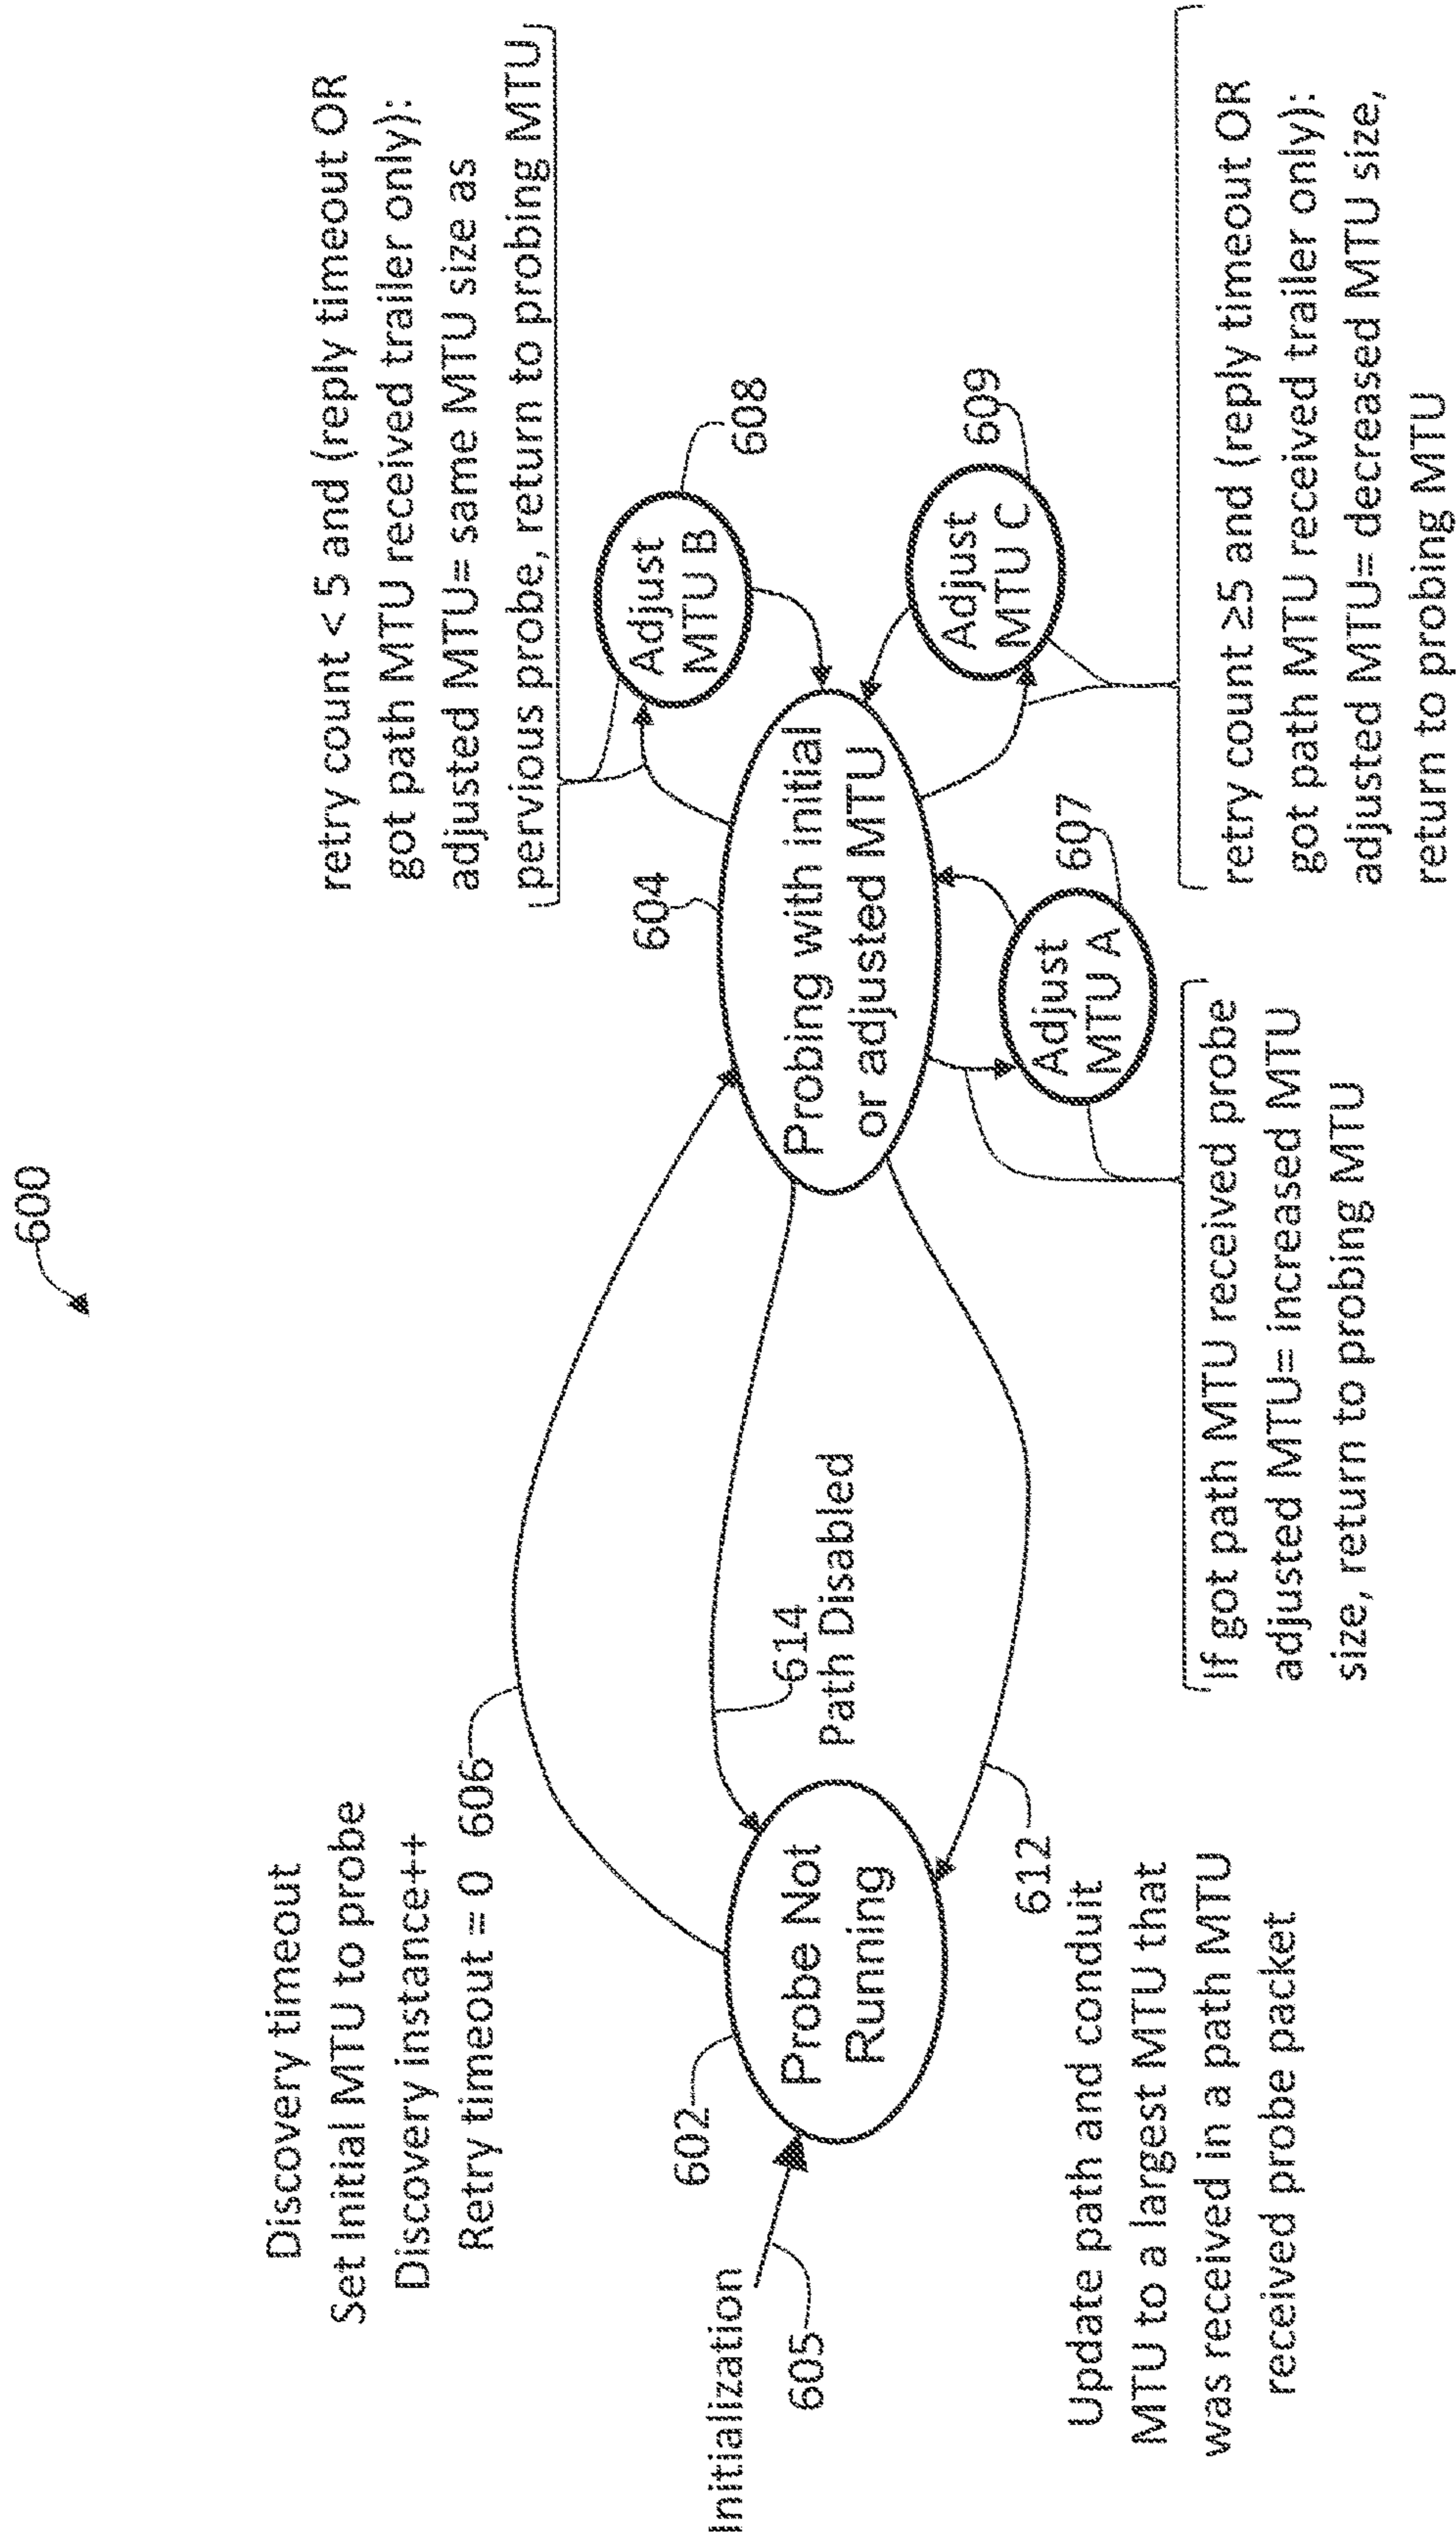 600
Discovery timeout
Set Initial MTU to probe
Discovery instance++
Retry timeout = 0
606
retry count < 5 and (reply timeout OR
got path MTU received trailer only):
adjusted MTU= same MTU size as
pervious probe, return to probing MTU
Initialization
605
602
Probe Not
Running
614
Path Disabled
612
604
Probing with initial
or adjusted MTU
Adjust
MTU B
608
Adjust
MTU C
609
Adjust
MTU A
607
Update path and conduit
MTU to a largest MTU that
was received in a path MTU
received probe packet
If got path MTU received probe
adjusted MTU= increased MTU
size, return to probing MTU
retry count ≥5 and (reply timeout OR
got path MTU received trailer only):
adjusted MTU= decreased MTU size,
return to probing MTU